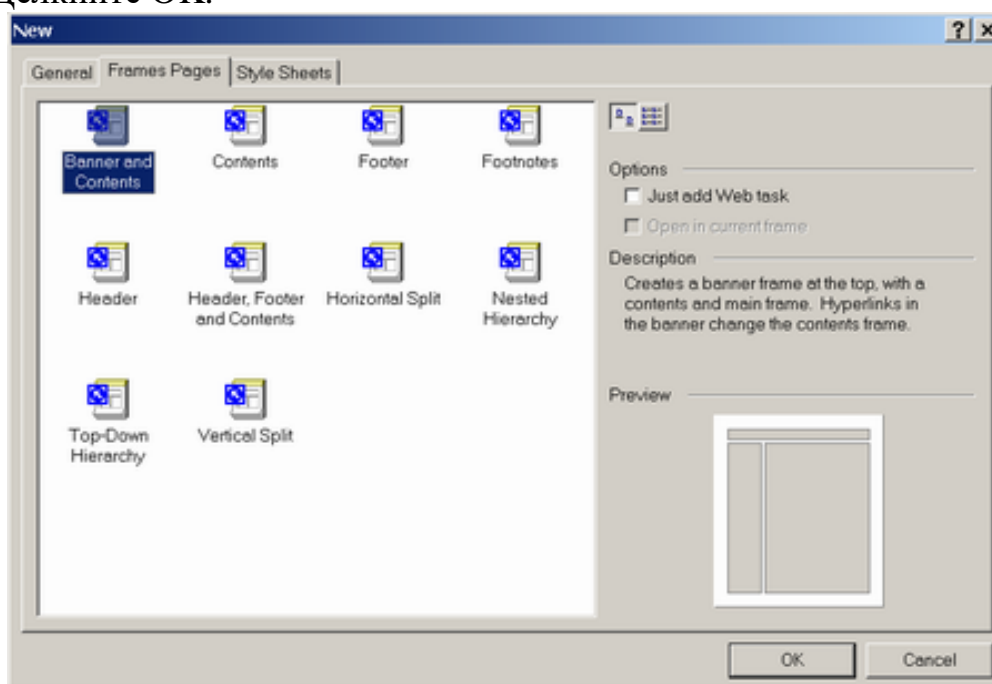 щелкните OK.
New
General Frames Pages Style Sheets
Banner and
Contents
Contents
Footer
Footnotes
Header
Header, Footer
and Contents
Horizontal Split
Nested
Hierarchy
Top-Down
Hierarchy
Vertical Split
Options
Just add Web task
Open in current frame
Description
Creates a banner frame at the top, with a
contents and main frame. Hyperlinks in
the banner change the contents frame.
Preview
OK
Cancel